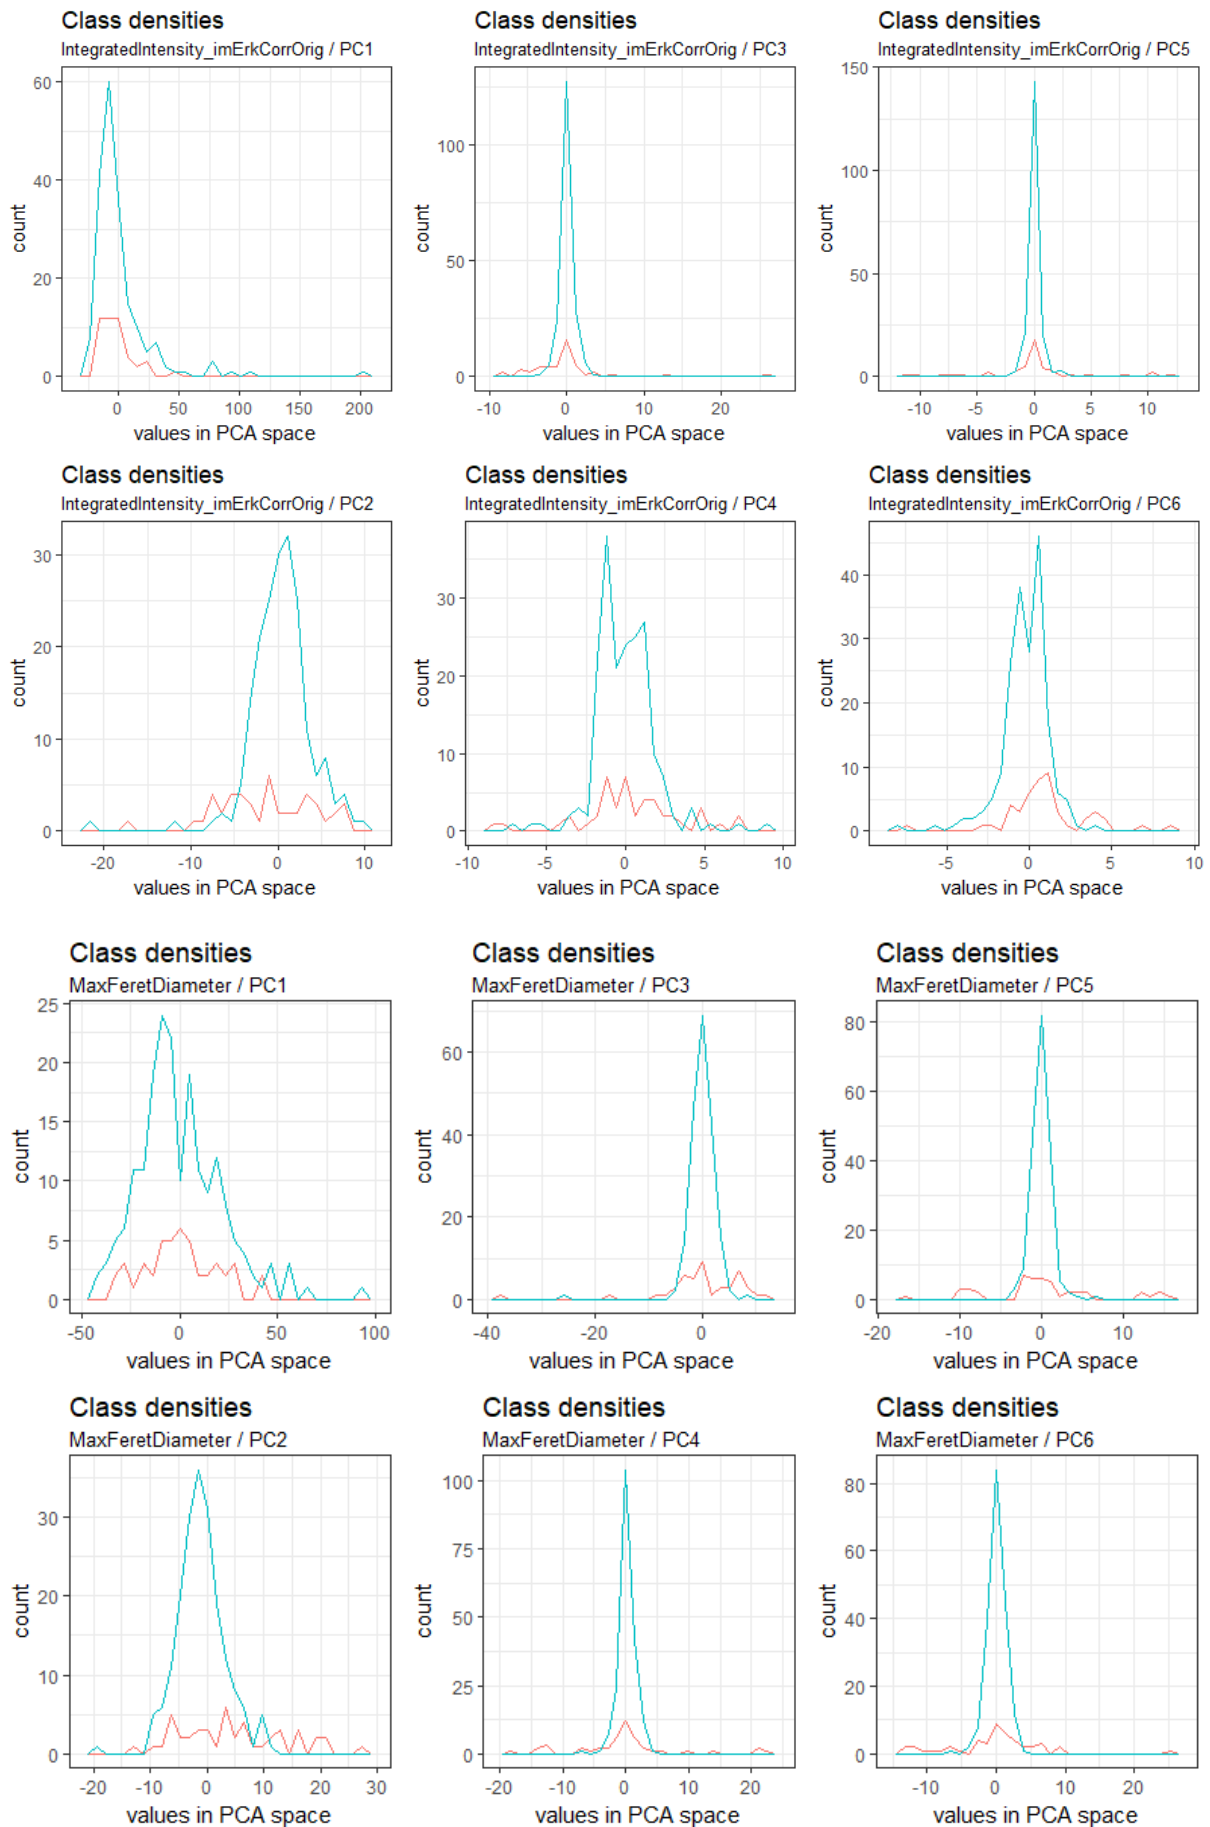 Class densities
IntegratedIntensity_imErkCorrOrig / PC1
60
40
20
0
count
0 50 100 150 200
values in PCA space
Class densities
IntegratedIntensity_imErkCorrOrig / PC3
100
50
0
count
-10 0 10 20
values in PCA space
Class densities
IntegratedIntensity_imErkCorrOrig / PC5
150
100
50
0
count
-10 -5 0 5 10
values in PCA space
Class densities
IntegratedIntensity_imErkCorrOrig / PC2
30
20
10
0
count
-20 -10 0 10
values in PCA space
Class densities
IntegratedIntensity_imErkCorrOrig / PC4
30
20
10
0
count
-10 -5 0 5 10
values in PCA space
Class densities
IntegratedIntensity_imErkCorrOrig / PC6
40
30
20
10
0
count
-5 0 5 10
values in PCA space
Class densities
MaxFeretDiameter / PC1
25
20
15
10
5
0
count
-50 0 50 100
values in PCA space
Class densities
MaxFeretDiameter / PC3
60
40
20
0
count
-40 -20 0
values in PCA space
Class densities
MaxFeretDiameter / PC5
80
60
40
20
0
count
-20 -10 0 10
values in PCA space
Class densities
MaxFeretDiameter / PC2
30
20
10
0
count
-20 -10 0 10 20 30
values in PCA space
Class densities
MaxFeretDiameter / PC4
100
75
50
25
0
count
-20 -10 0 10 20
values in PCA space
Class densities
MaxFeretDiameter / PC6
80
60
40
20
0
count
-10 0 10 20
values in PCA space